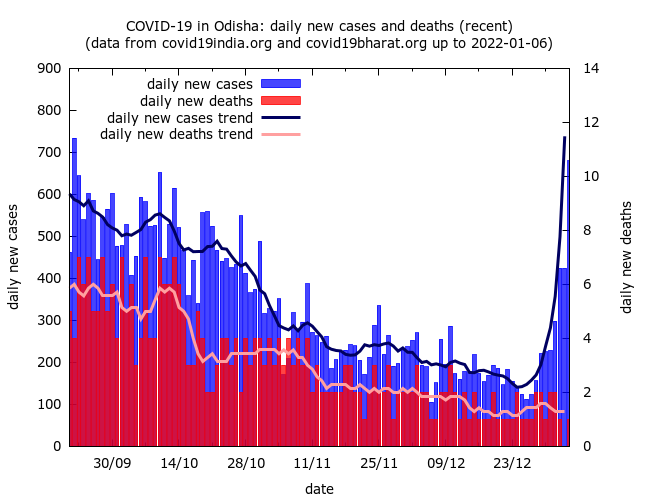 COVID-19 in Odisha: daily new cases and deaths (recent)
(data from covid19india.org and covid19bharat.org up to 2022-01-06)
daily new cases
daily new deaths
daily new cases trend
daily new deaths trend
900
800
700
600
500
400
300
200
100
0
14
12
10
8
6
4
2
0
daily new cases
daily new deaths
30/09 14/10 28/10 11/11 25/11 09/12 23/12
date